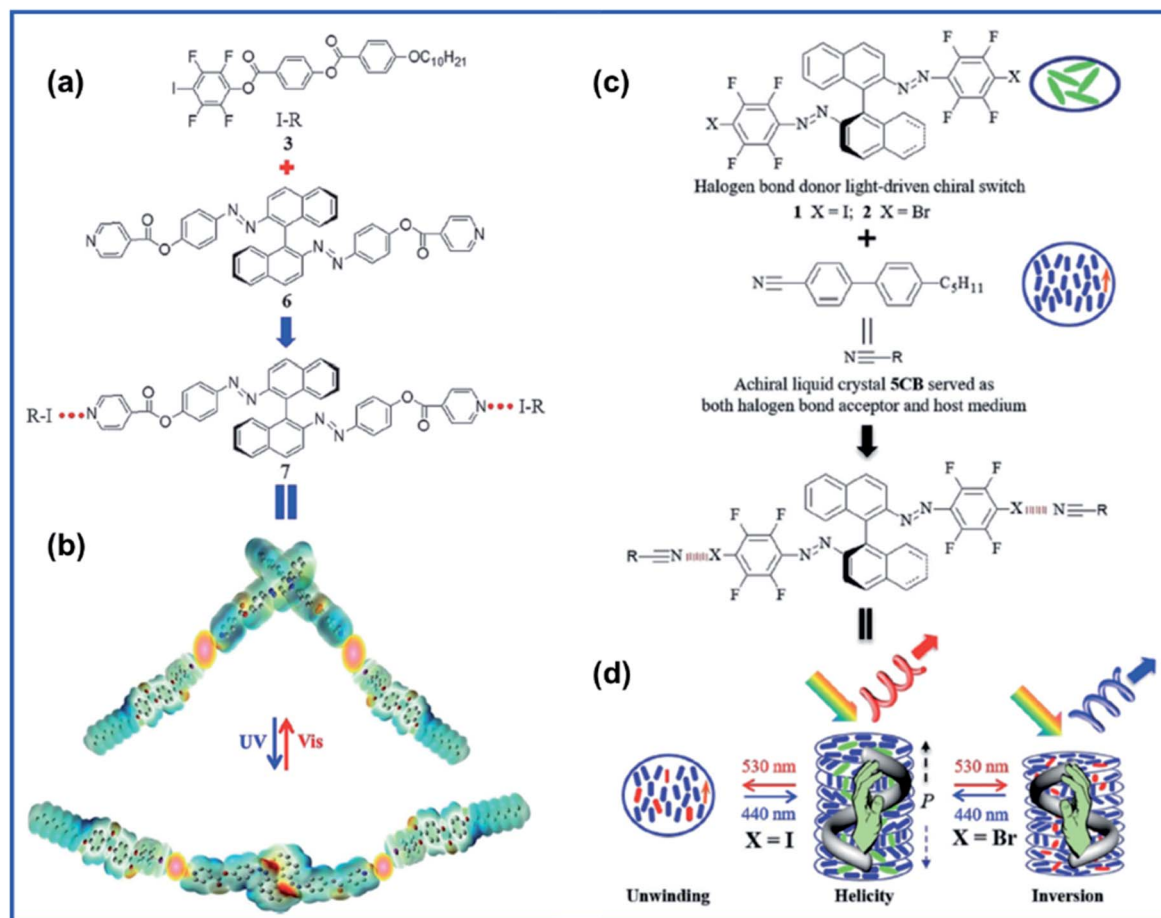 (a)
O
O
OC10H21
F
F
O
O
I
F
F
I-R
3
+
N
O
O
N=N
N=N
O
O
N
6
R-I
N
O
O
N=N
N=N
O
O
N
I-R
7
(b)
UV
Vis
(c)
F
F
N=N
X
F
F
F
F
X
N=N
F
F
Halogen bond donor light-driven chiral switch
1 X = I; 2 X = Br
+
N
C5H11
N≡−R
Achiral liquid crystal 5CB served as
both halogen bond acceptor and host medium
F
F
N=N
X
N≡−R
F
F
F
F
R−≡N
X
N=N
F
F
(d)
530 nm
440 nm
X = I
P
530 nm
440 nm
X = Br
Unwinding
Helicity
Inversion